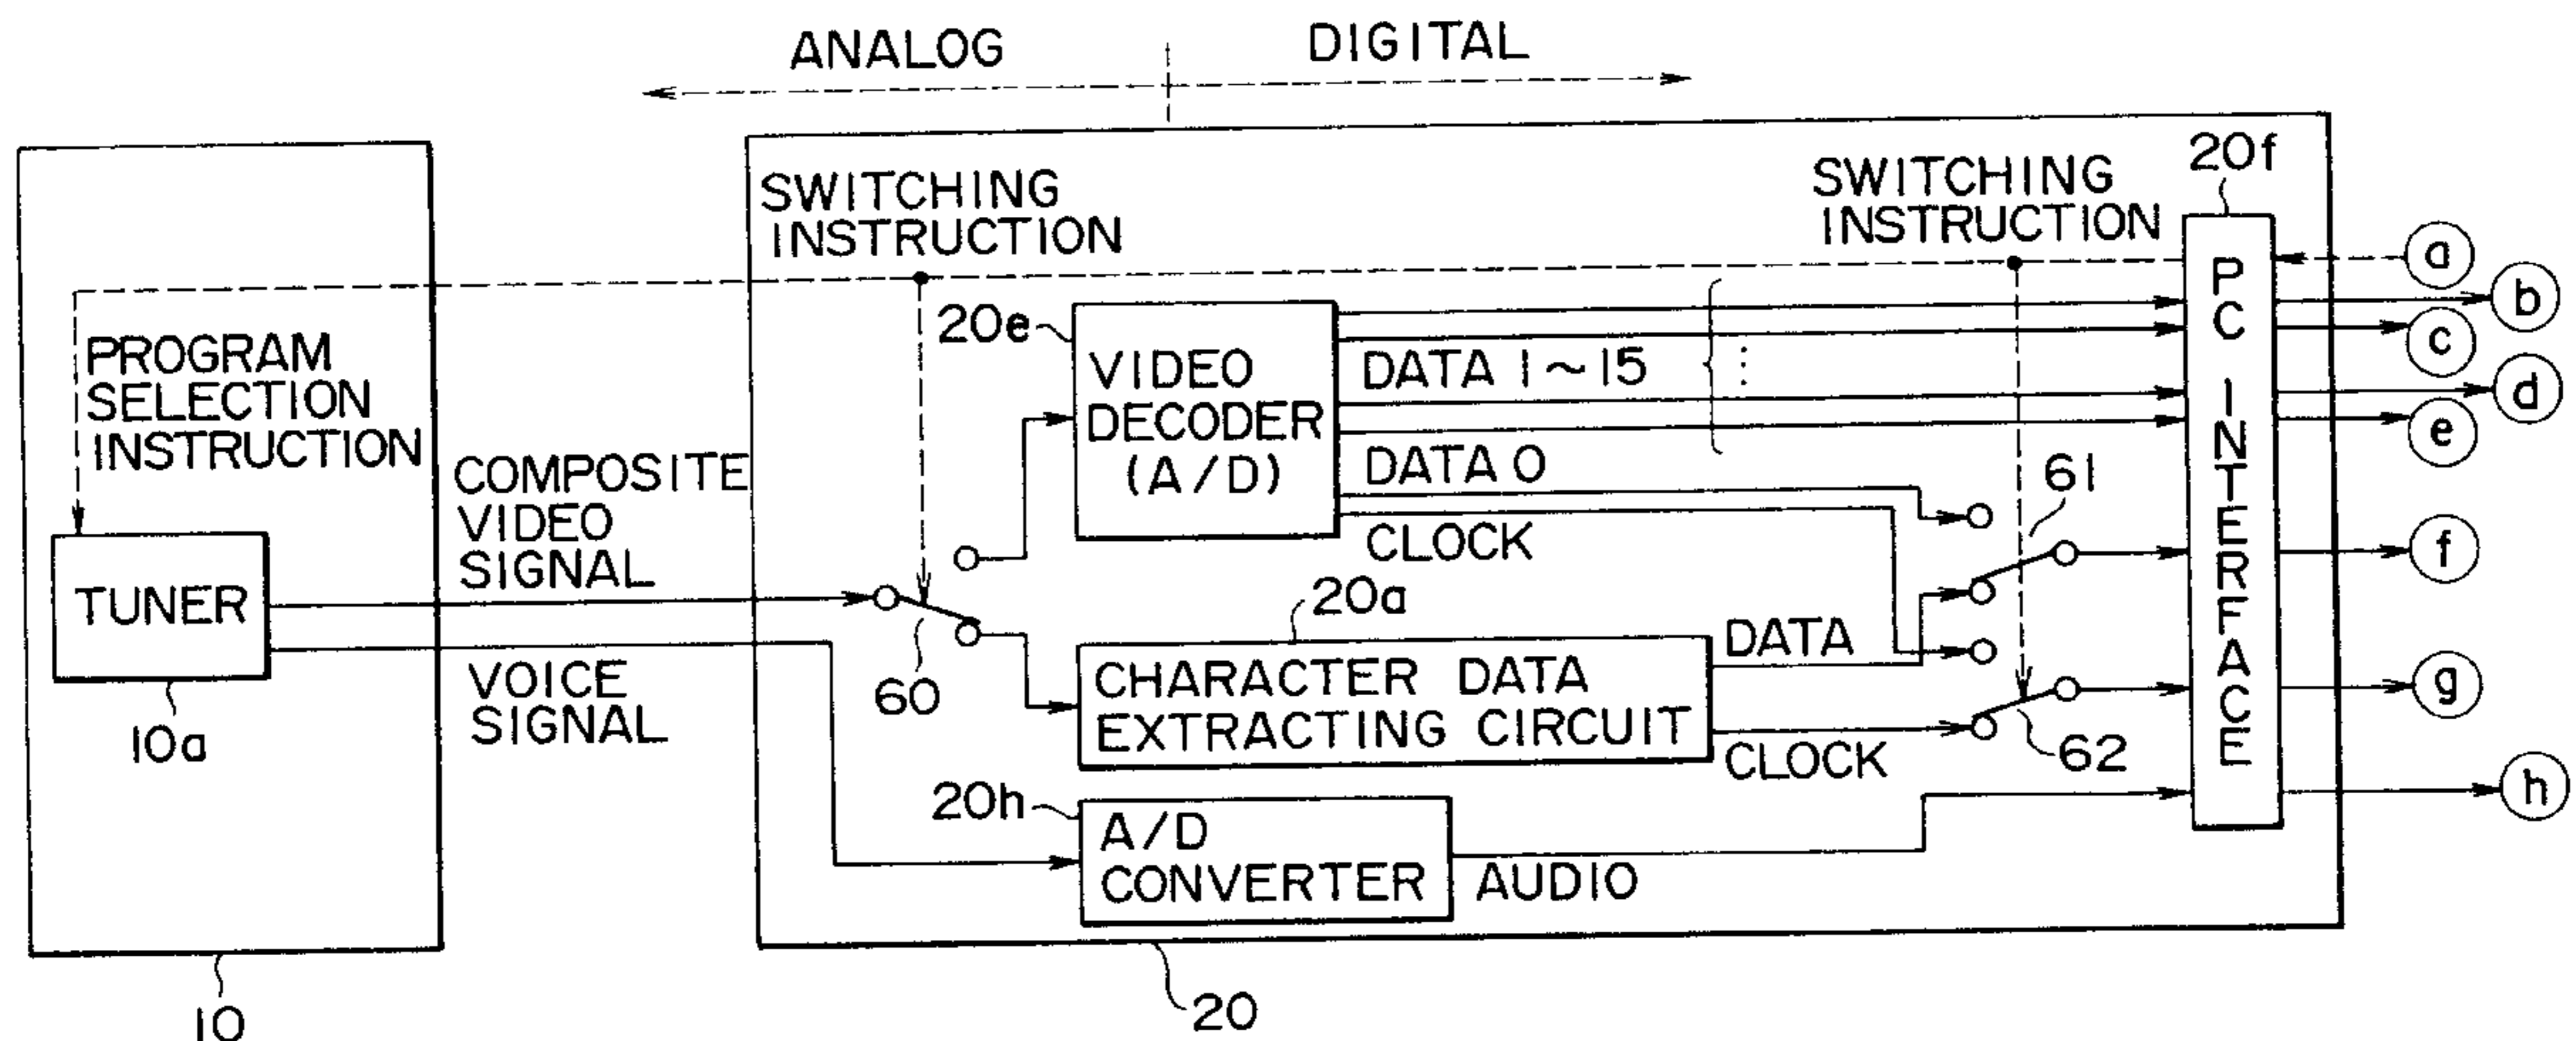 ANALOG
DIGITAL
20f
SWITCHING
INSTRUCTION
SWITCHING
INSTRUCTION
a
b
c
d
e
f
g
h
PC INTERFACE
20e
VIDEO
DECODER
(A/D)
DATA 1~15
⋮
DATA 0
CLOCK
61
PROGRAM
SELECTION
INSTRUCTION
COMPOSITE
VIDEO
SIGNAL
TUNER
10a
VOICE
SIGNAL
60
20a
CHARACTER DATA
EXTRACTING CIRCUIT
DATA
CLOCK
62
20h
A/D
CONVERTER
AUDIO
10
20